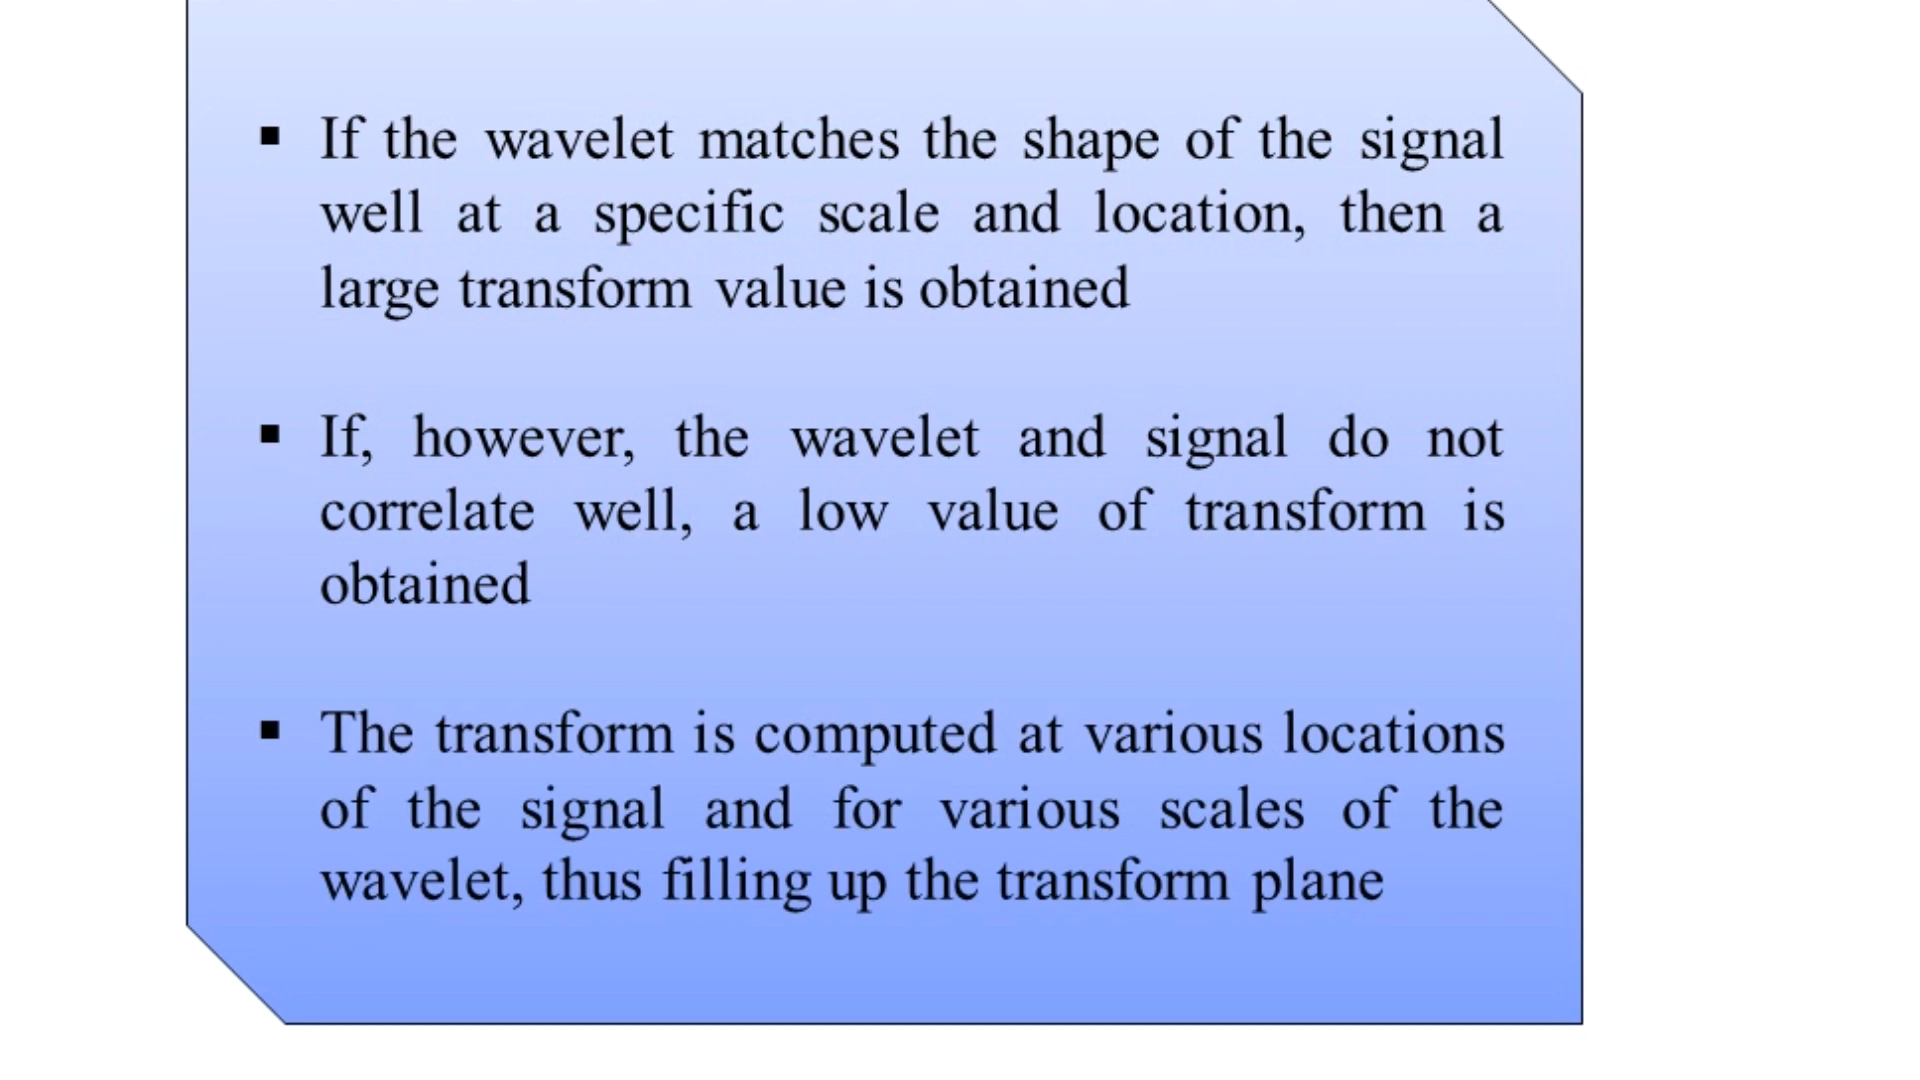 ▪ If the wavelet matches the shape of the signal
well at a specific scale and location, then a
large transform value is obtained
▪ If, however, the wavelet and signal do not
correlate well, a low value of transform is
obtained
▪ The transform is computed at various locations
of the signal and for various scales of the
wavelet, thus filling up the transform plane